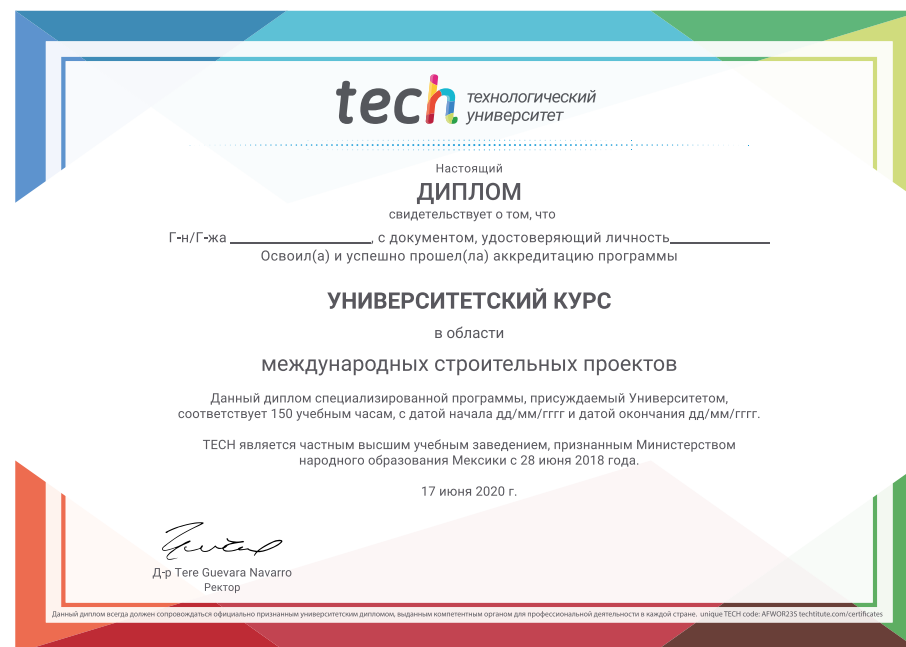 tech технологический
университет
Настоящий
ДИПЛОМ
свидетельствует о том, что
Г-н/Г-жа ____________________, с документом, удостоверяющий личность______________
Освоил(а) и успешно прошел(ла) аккредитацию программы
УНИВЕРСИТЕТСКИЙ КУРС
в области
международных строительных проектов
Данный диплом специализированной программы, присуждаемый Университетом,
соответствует 150 учебным часам, с датой начала дд/мм/гггг и датой окончания дд/мм/гггг.
TECH является частным высшим учебным заведением, признанным Министерством
народного образования Мексики с 28 июня 2018 года.
17 июня 2020 г.
Д-р Tere Guevara Navarro
Ректор
Данный диплом всегда должен сопровождаться официально признанным университетским дипломом, выданным компетентным органом для профессиональной деятельности в каждой стране. unique TECH code: AFWOR23S techtitute.com/certificates